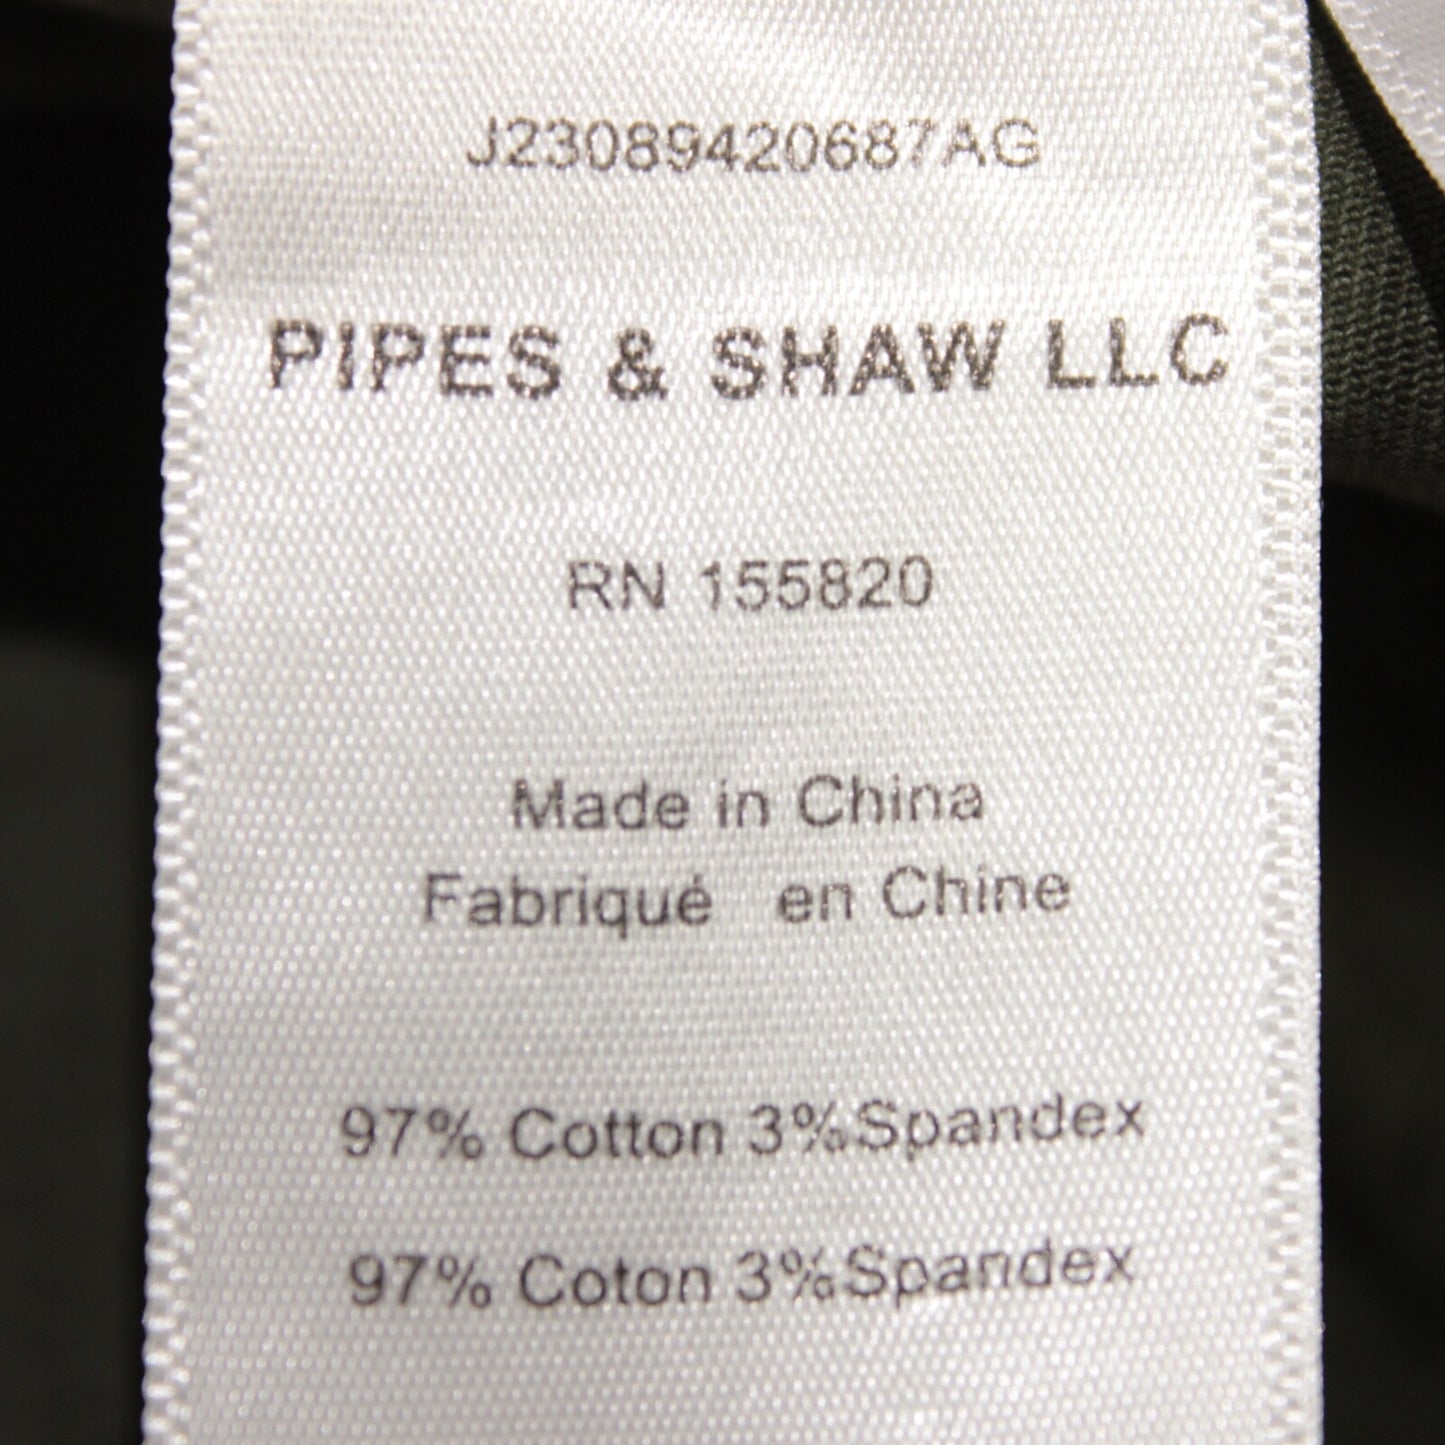 J23089420687AG
PIPES & SHAW LLC
RN 155820
Made in China
Fabriqué en Chine
97% Cotton 3%Spandex
97% Coton 3%Spandex